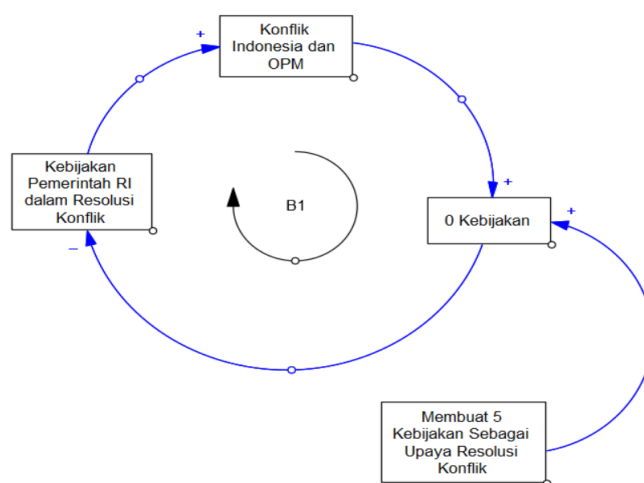 Konflik
Indonesia dan
OPM
+
Kebijakan
Pemerintah RI
dalam Resolusi
Konflik
B1
+
+
0 Kebijakan
–
Membuat 5
Kebijakan Sebagai
Upaya Resolusi
Konflik